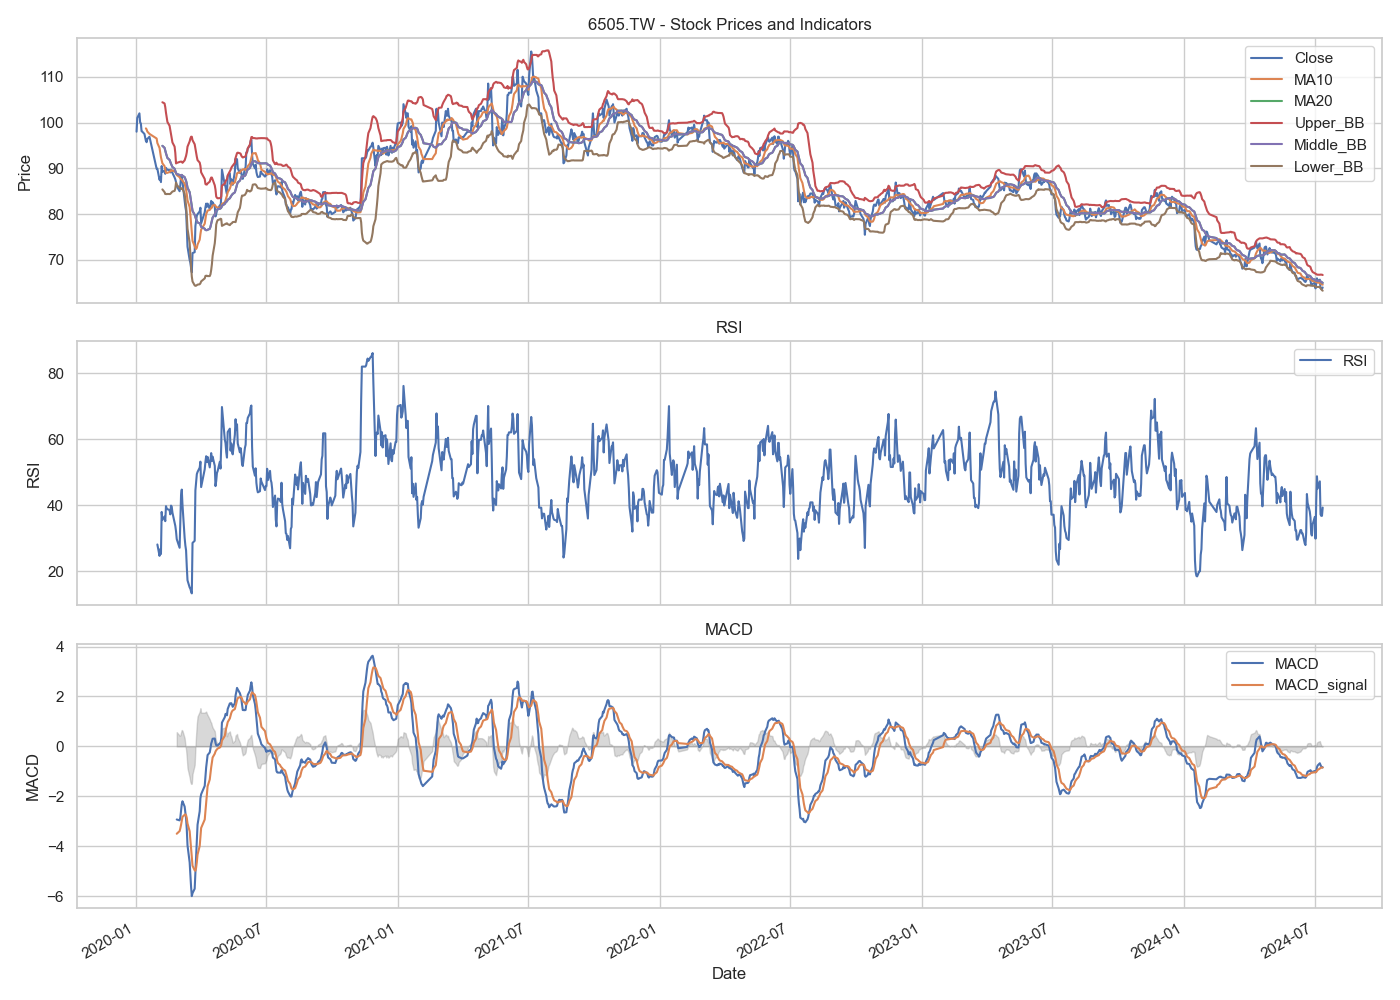 6505.TW - Stock Prices and Indicators
Price
110
100
90
80
70
Close
MA10
MA20
Upper_BB
Middle_BB
Lower_BB
RSI
RSI
80
60
40
20
RSI
MACD
MACD
4
2
0
−2
−4
−6
MACD
MACD_signal
2020-01
2020-07
2021-01
2021-07
2022-01
2022-07
2023-01
2023-07
2024-01
2024-07
Date